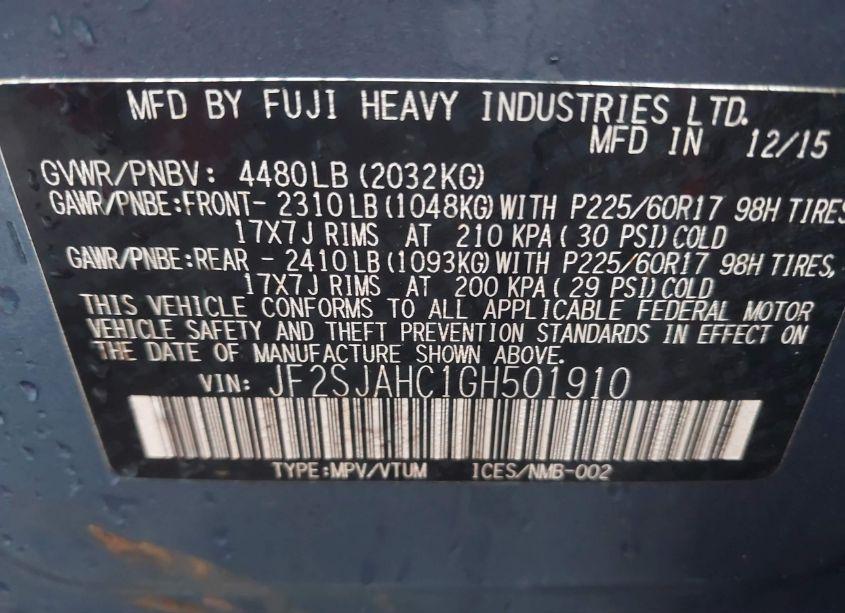 MFD BY FUJI HEAVY INDUSTRIES LTD.
MFD IN 12/15
GVWR/PNBV: 4480LB (2032KG)
GAWR/PNBE:FRONT- 2310LB (1048KG) WITH P225/60R17 98H TIRES
17X7J RIMS AT 210 KPA ( 30 PSI) COLD
GAWR/PNBE:REAR - 2410LB (1093KG) WITH P225/60R17 98H TIRES,
17X7J RIMS AT 200 KPA ( 29 PSI) COLD
THIS VEHICLE CONFORMS TO ALL APPLICABLE FEDERAL MOTOR
VEHICLE SAFETY AND THEFT PREVENTION STANDARDS IN EFFECT ON
THE DATE OF MANUFACTURE SHOWN ABOVE.
VIN: JF2SJAHC1GH501910
TYPE:MPV/VTUM ICES/NMB-002